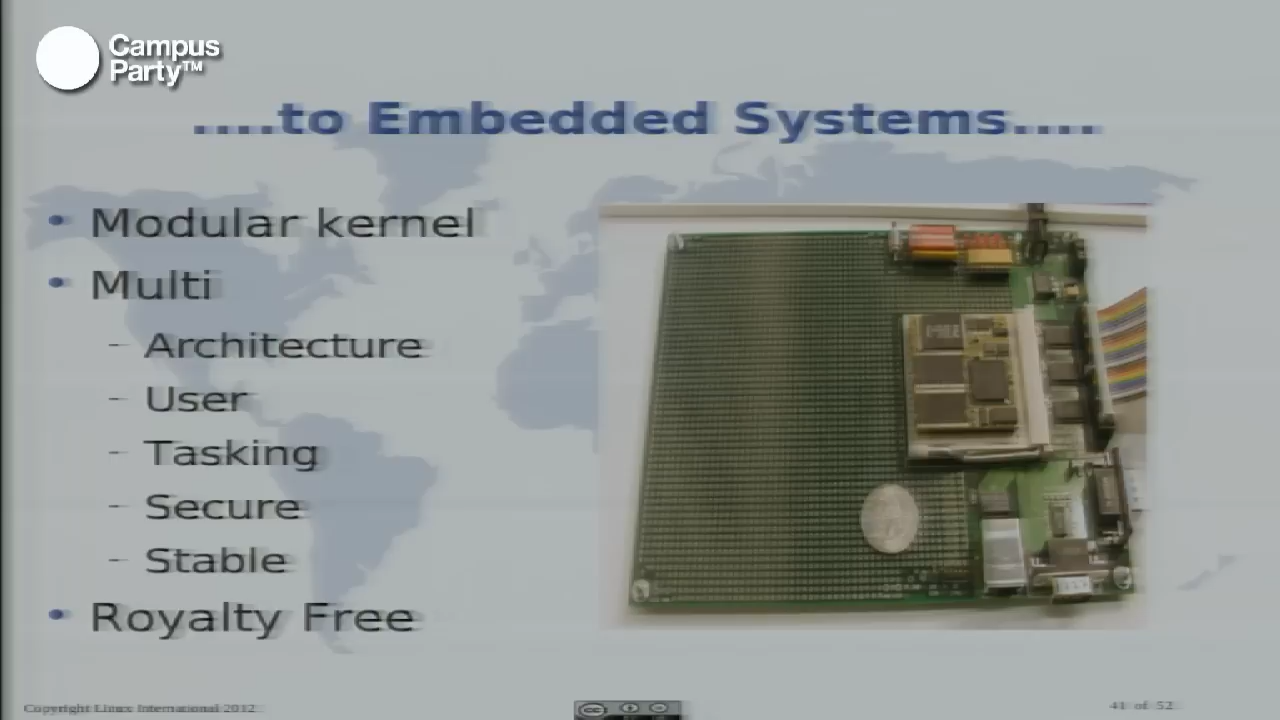 Campus
Party™
....to Embedded Systems....
• Modular kernel
• Multi
– Architecture
– User
– Tasking
– Secure
– Stable
• Royalty Free
Copyright Linux International 2012
41 of 52